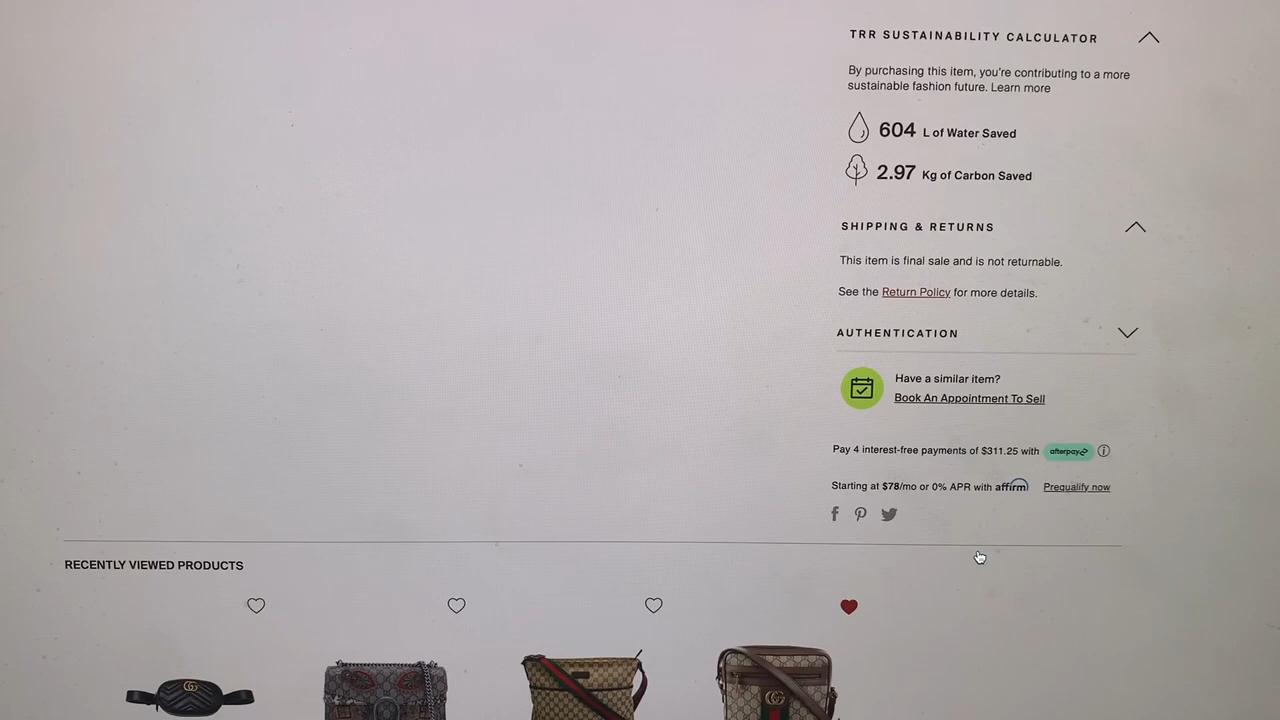 TRR SUSTAINABILITY CALCULATOR
By purchasing this item, you're contributing to a more
sustainable fashion future. Learn more
604 L of Water Saved
2.97 Kg of Carbon Saved
SHIPPING & RETURNS
This item is final sale and is not returnable.
See the Return Policy for more details.
AUTHENTICATION
Have a similar item?
Book An Appointment To Sell
Pay 4 interest-free payments of $311.25 with afterpay
Starting at $78/mo or 0% APR with affirm Prequalify now
RECENTLY VIEWED PRODUCTS